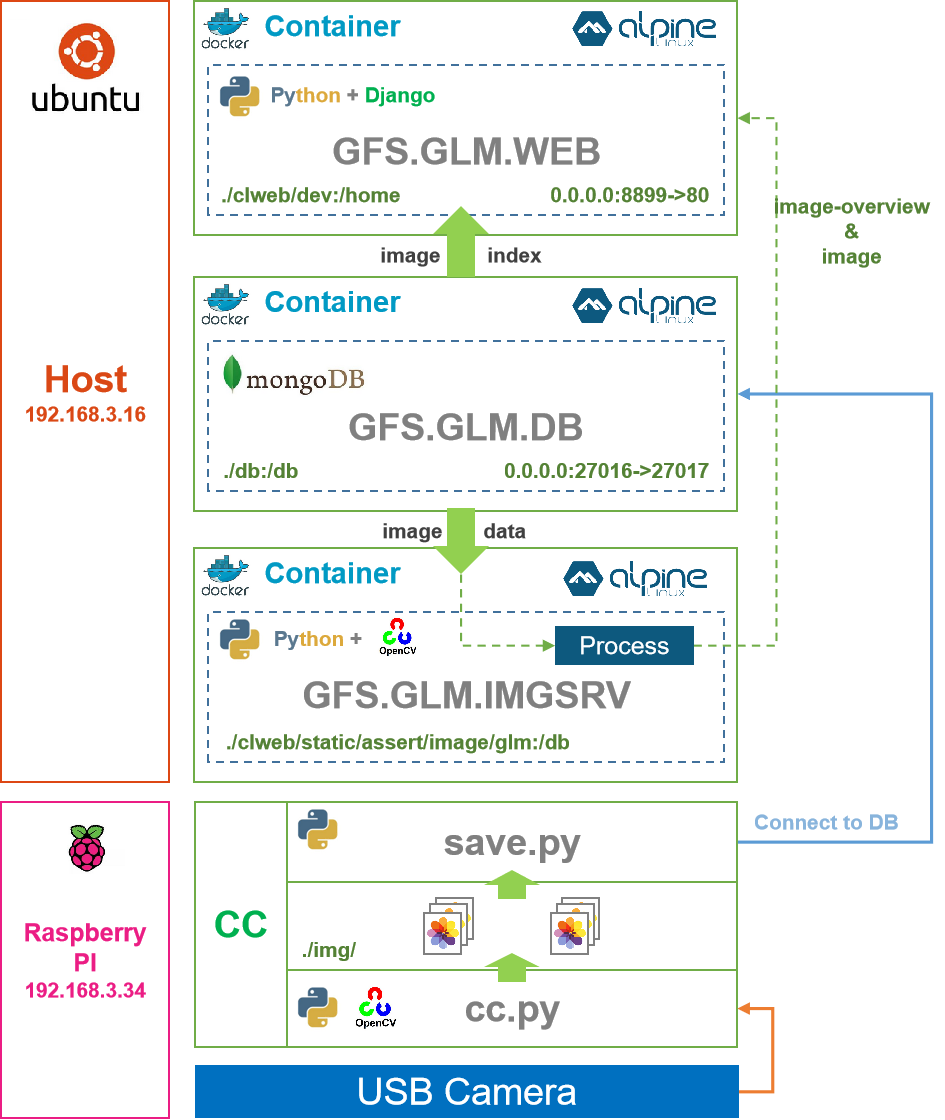 ubuntu
Host
192.168.3.16
docker
Container
alpine
Linux
Python + Django
GFS.GLM.WEB
./clweb/dev:/home
0.0.0.0:8899->80
image
index
image-overview
&
image
docker
Container
alpine
Linux
mongoDB
GFS.GLM.DB
./db:/db
0.0.0.0:27016->27017
image
data
docker
Container
alpine
Linux
Python +
OpenCV
Process
GFS.GLM.IMGSRV
./clweb/static/assert/image/glm:/db
Raspberry
PI
192.168.3.34
CC
save.py
Connect to DB
./img/
OpenCV
cc.py
USB Camera